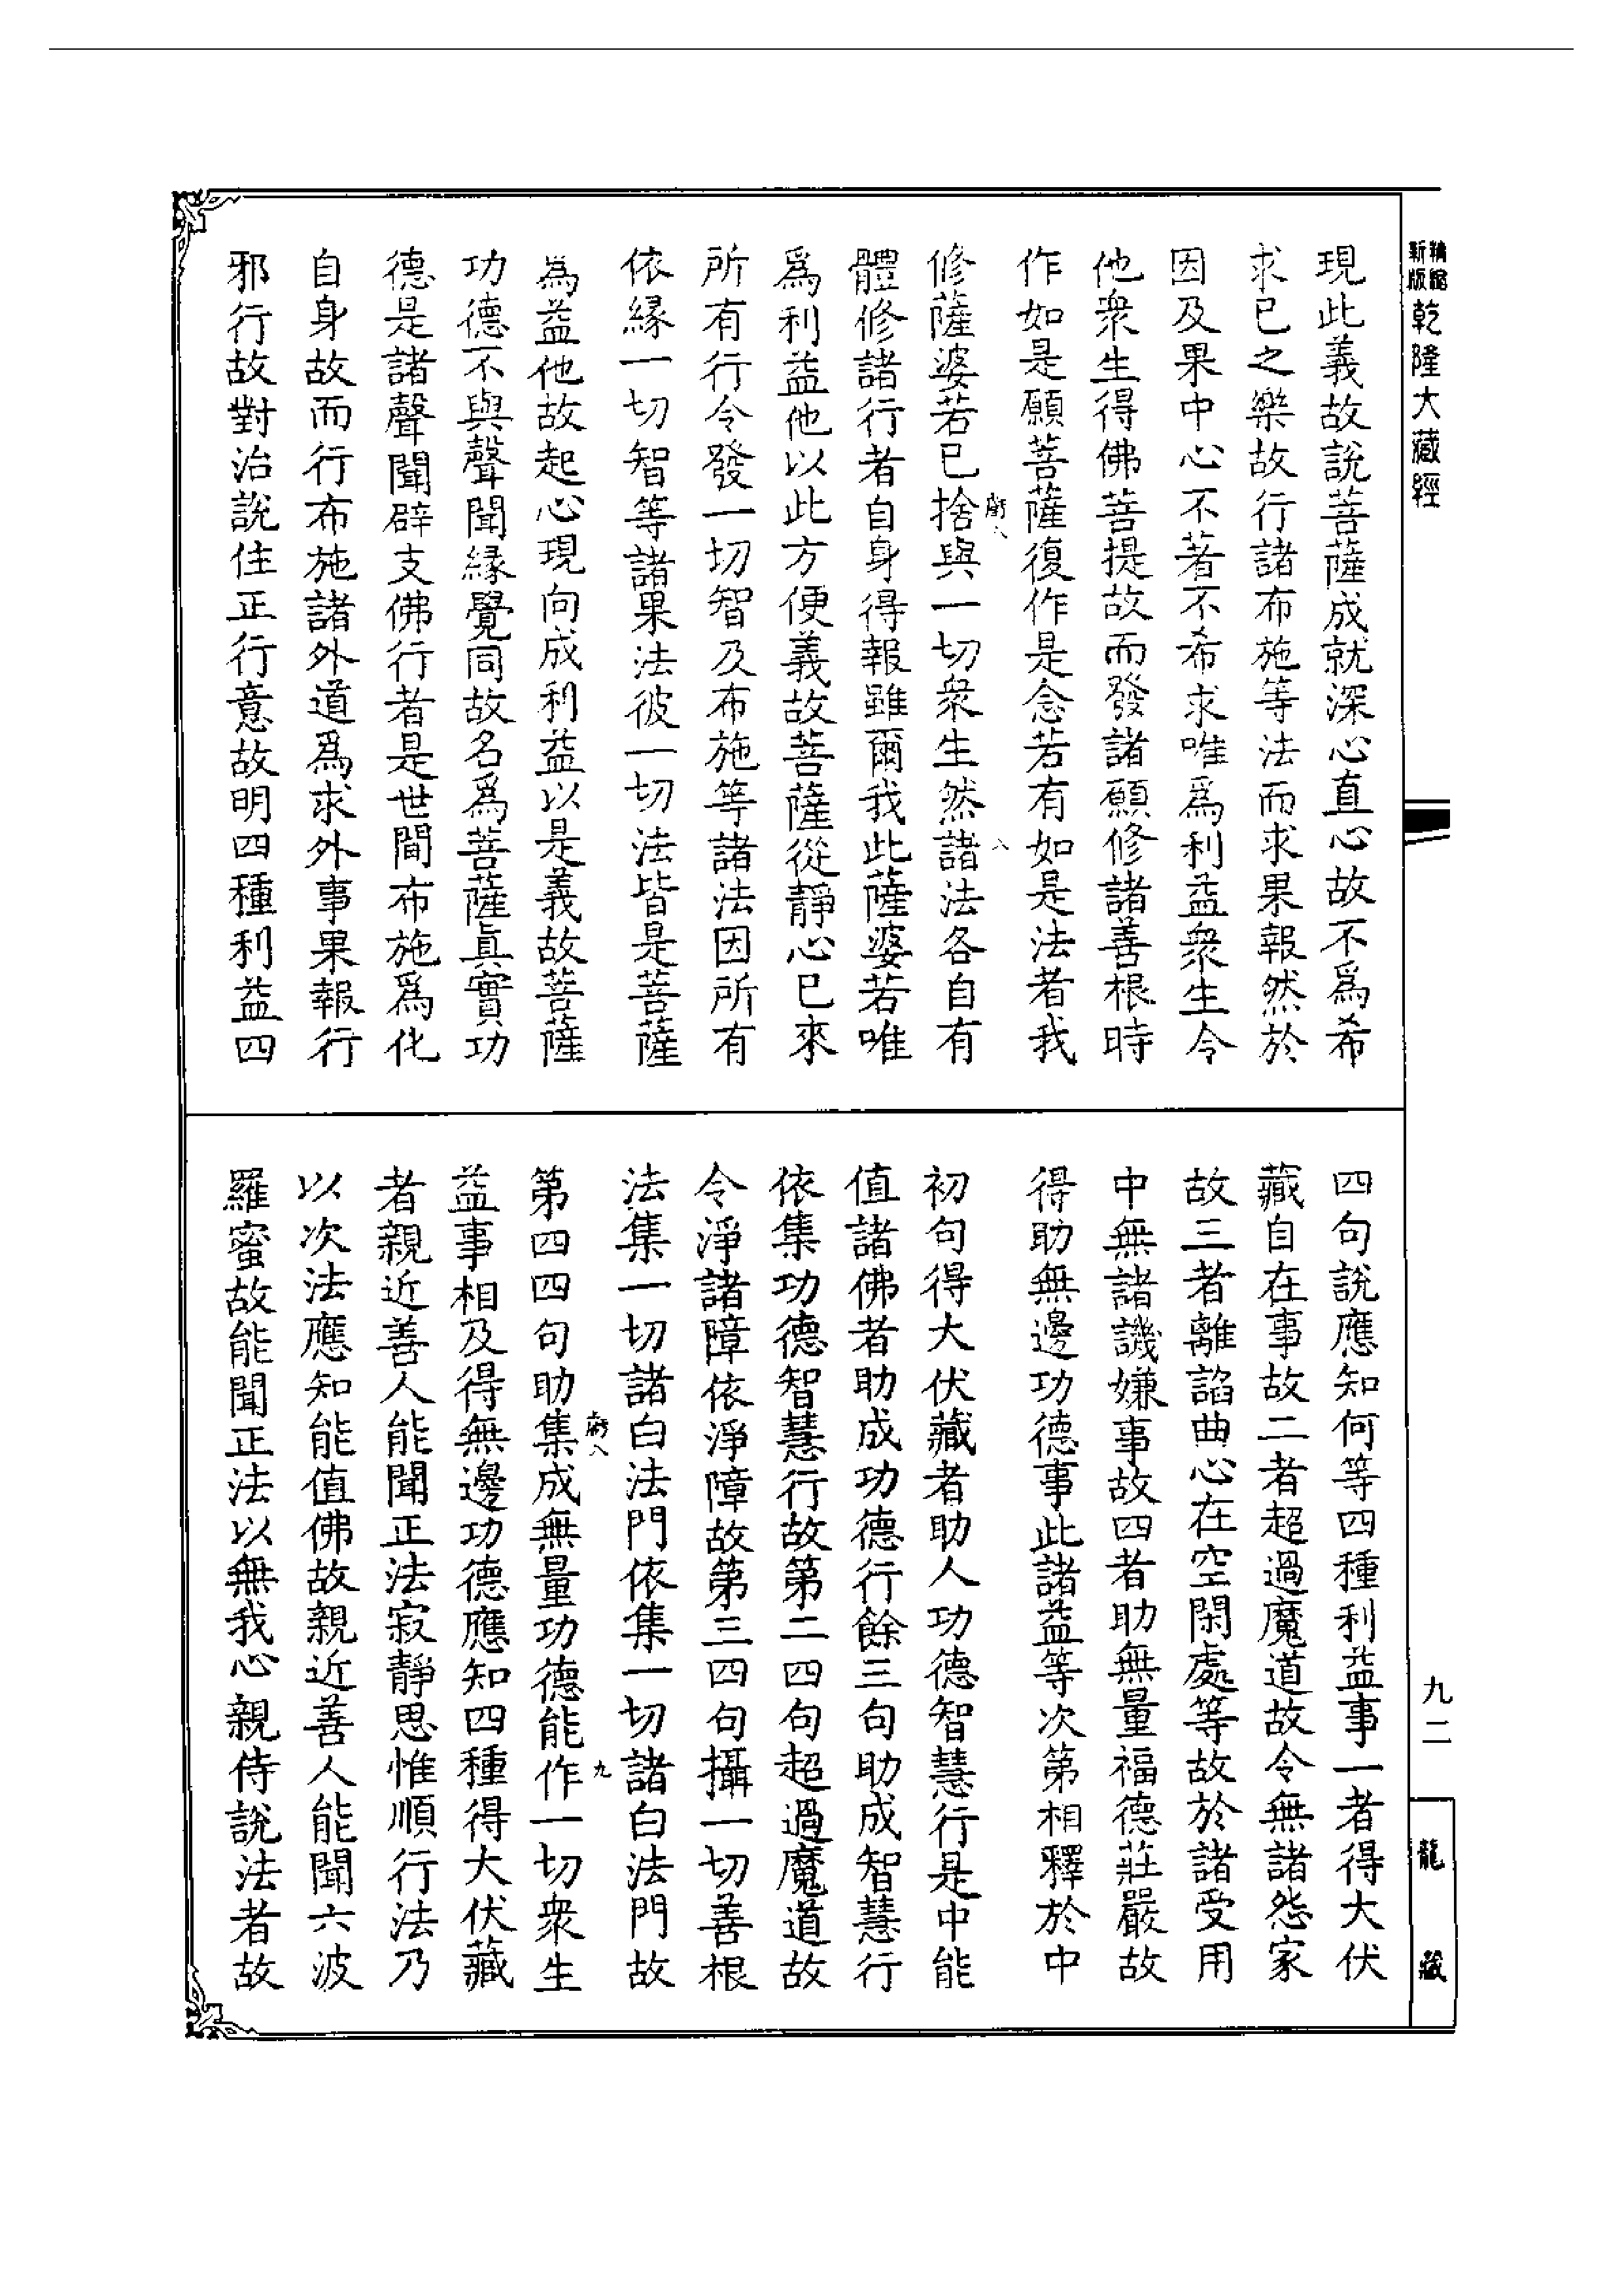 精縮新版乾隆大藏經
現此義故說菩薩成就深心直心故不為希
求已之樂故行諸布施等法而求果報然於
因及果中心不著不希求唯為利益衆生令
他衆生得佛菩提故而發諸願修諸善根時
作如是願菩薩復作是念若有如是法者我
修薩婆若已捨與一切衆生然諸法各自有
八
體修諸行者自身得報雖爾我此薩婆若唯
爲利益他以此方便義故菩薩從靜心已來
所有行令發一切智及布施等諸法因所有
依緣一切智等諸果法彼一切法皆是菩薩
為益他故起心現向成利益以是義故菩薩
功德不與聲聞緣覺同故名爲菩薩眞實功
德是諸聲聞辟支佛行者是世間布施爲化
自身故而行布施諸外道爲求外事果報行
邪行故對治說住正行意故明四種利益四
四句說應知何等四種利益事一者得大伏
藏自在事故二者超過魔道故令無諸怨家
故三者離諂曲心在空閑處等故於諸受用
中無諸譏嫌事故四者助無量福德莊嚴故
得助無邊功德事此諸益等次第相釋於中
初句得大伏藏者助人功德智慧行是中能
值諸佛者助成功德行餘三句助成智慧行
依集功德智慧行故第二四句超過魔道故
令淨諸障依淨障故第三四句攝一切善根
法集一切諸白法門依集一切諸白法門故
九
第四四句助集成無量功德能作一切衆生
益事相及得無邊功德應知四種得大伏藏
者親近善人能聞正法寂靜思惟順行法乃
以次法應知能值佛故親近善人能聞六波
羅蜜故能聞正法以無我心親侍說法者故
九二
龍藏